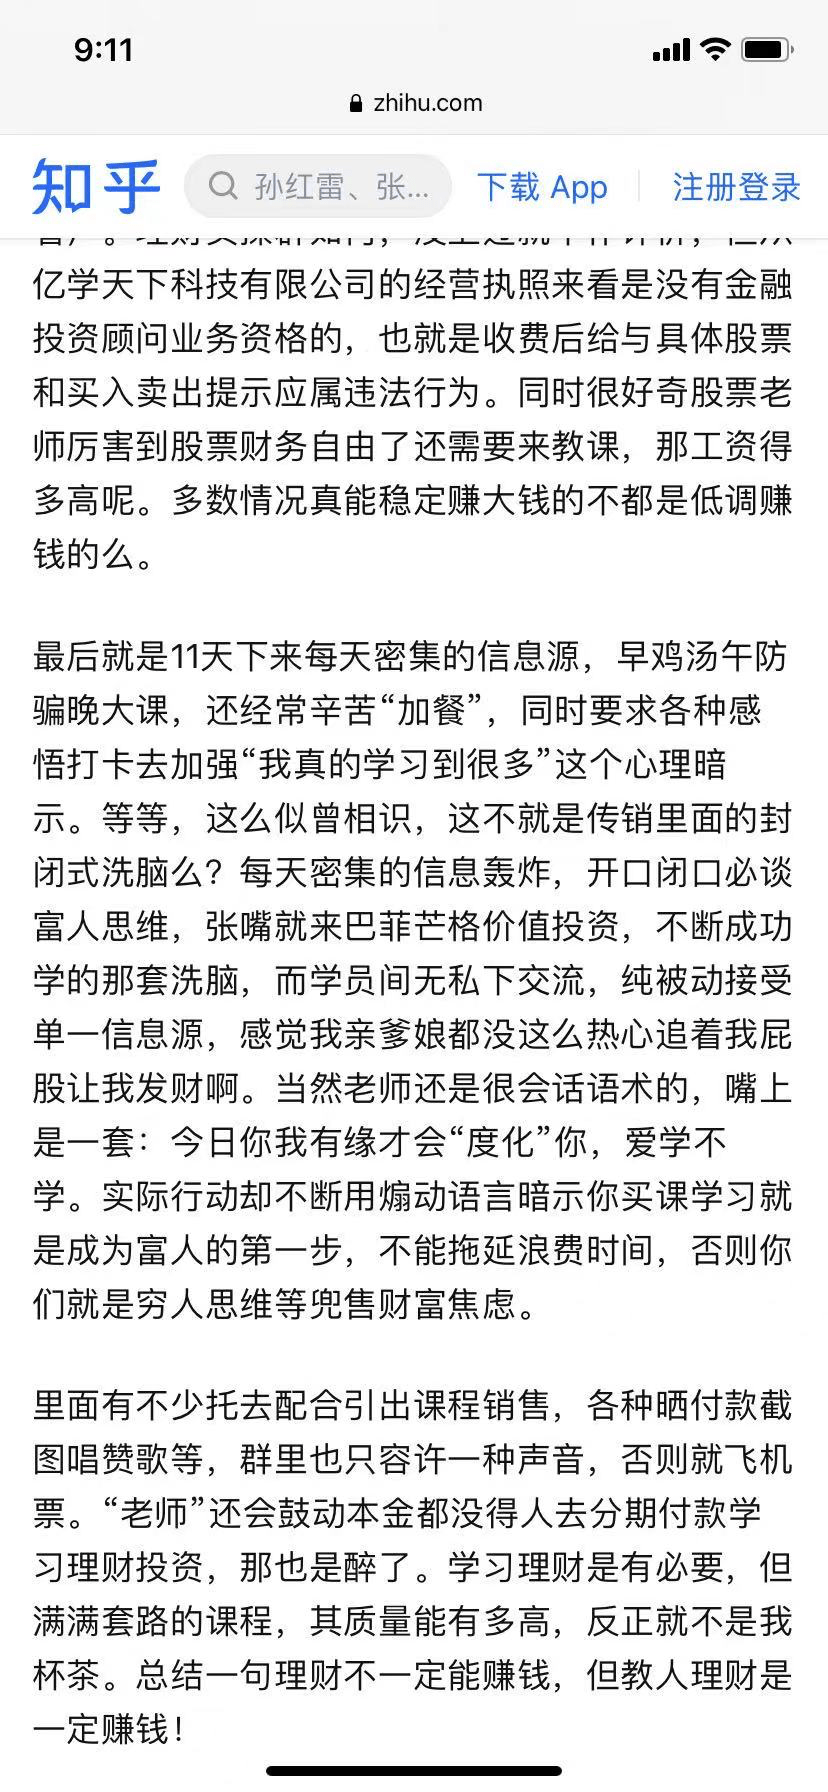 9:11
zhihu.com
知乎
孙红雷、张...
下载 App
注册登录
亿学天下科技有限公司的经营执照来看是没有金融
投资顾问业务资格的，也就是收费后给与具体股票
和买入卖出提示应属违法行为。同时很好奇股票老
师厉害到股票财务自由了还需要来教课，那工资得
多高呢。多数情况真能稳定赚大钱的不都是低调赚
钱的么。
最后就是11天下来每天密集的信息源，早鸡汤午防
骗晚大课，还经常辛苦“加餐”，同时要求各种感
悟打卡去加强“我真的学习到很多”这个心理暗
示。等等，这么似曾相识，这不就是传销里面的封
闭式洗脑么？每天密集的信息轰炸，开口闭口必谈
富人思维，张嘴就来巴菲芒格价值投资，不断成功
学的那套洗脑，而学员间无私下交流，纯被动接受
单一信息源，感觉我亲爹娘都没这么热心追着我屁
股让我发财啊。当然老师还是很会话语术的，嘴上
是一套：今日你我有缘才会“度化”你，爱学不
学。实际行动却不断用煽动语言暗示你买课学习就
是成为富人的第一步，不能拖延浪费时间，否则你
们就是穷人思维等兜售财富焦虑。
里面有不少托去配合引出课程销售，各种晒付款截
图唱赞歌等，群里也只容许一种声音，否则就飞机
票。“老师”还会鼓动本金都没得人去分期付款学
习理财投资，那也是醉了。学习理财是有必要，但
满满套路的课程，其质量能有多高，反正就不是我
杯茶。总结一句理财不一定能赚钱，但教人理财是
一定赚钱！